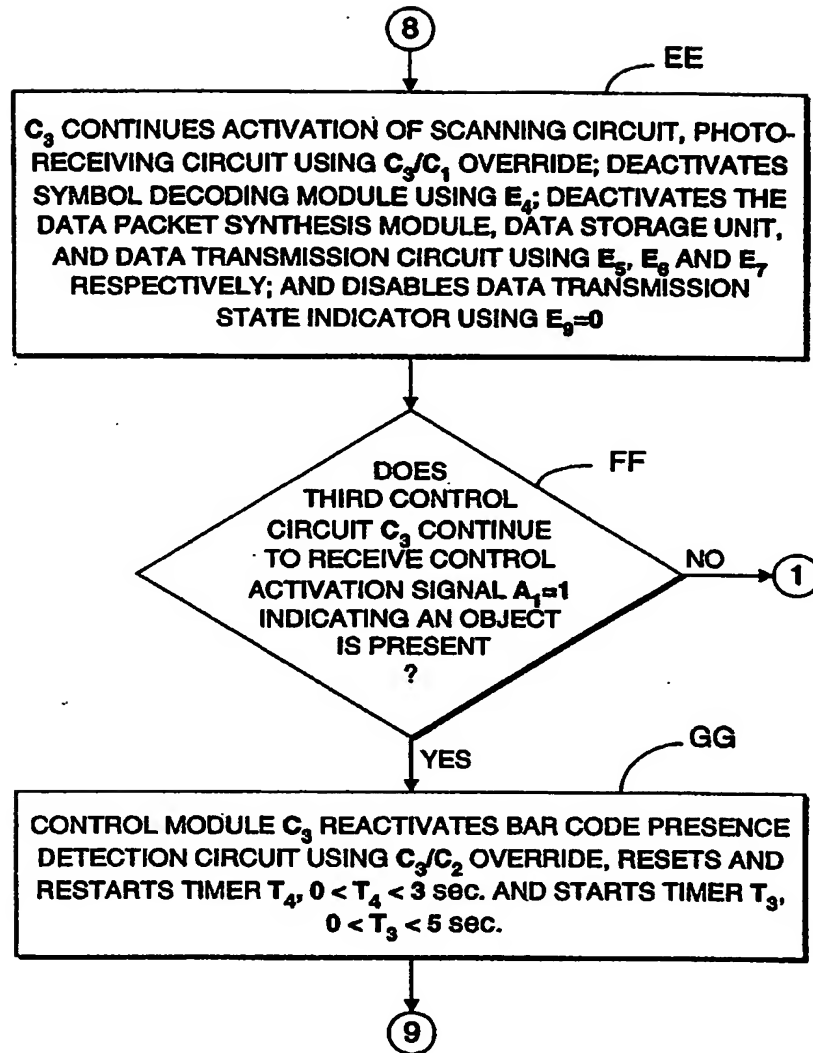 8
EE
C₃ CONTINUES ACTIVATION OF SCANNING CIRCUIT, PHOTO-
RECEIVING CIRCUIT USING C₃/C₁ OVERRIDE; DEACTIVATES
SYMBOL DECODING MODULE USING E₄; DEACTIVATES THE
DATA PACKET SYNTHESIS MODULE, DATA STORAGE UNIT,
AND DATA TRANSMISSION CIRCUIT USING E₅, E₆ AND E₇
RESPECTIVELY; AND DISABLES DATA TRANSMISSION
STATE INDICATOR USING E₉=0
FF
DOES
THIRD CONTROL
CIRCUIT C₃ CONTINUE
TO RECEIVE CONTROL
ACTIVATION SIGNAL A₁=1
INDICATING AN OBJECT
IS PRESENT
?
NO
1
YES
GG
CONTROL MODULE C₃ REACTIVATES BAR CODE PRESENCE
DETECTION CIRCUIT USING C₃/C₂ OVERRIDE, RESETS AND
RESTARTS TIMER T₄, 0 < T₄ < 3 sec. AND STARTS TIMER T₃,
0 < T₃ < 5 sec.
9